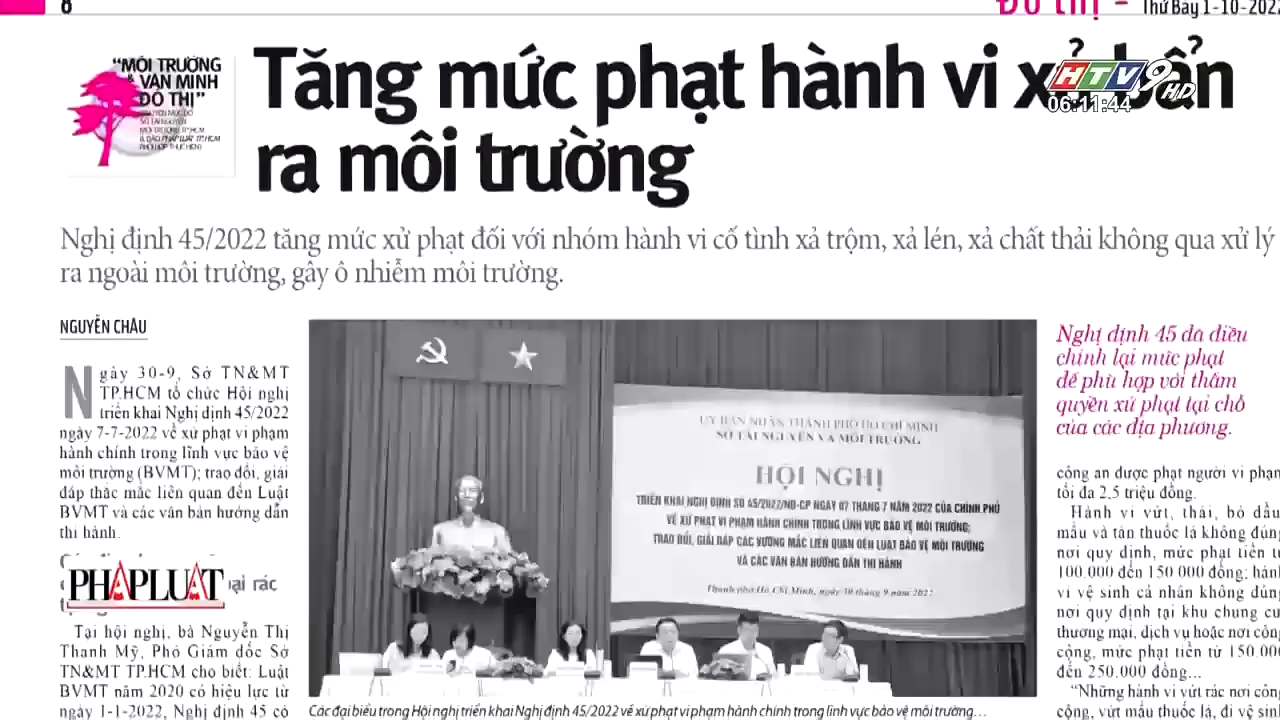 8
Đô thị -
Thứ Bảy 1-10-2022
"MÔI TRƯỜNG
& VĂN MINH
ĐÔ THỊ"
Tăng mức phạt hành vi xả bẩn
ra môi trường
HTV9 HD
06:11:44
Nghị định 45/2022 tăng mức xử phạt đối với nhóm hành vi cố tình xả trộm, xả lén, xả chất thải không qua xử lý
ra ngoài môi trường, gây ô nhiễm môi trường.
NGUYỄN CHÂU
Ngày 30-9, Sở TN&MT
TP.HCM tổ chức Hội nghị
triển khai Nghị định 45/2022
ngày 7-7-2022 về xử phạt vi phạm
hành chính trong lĩnh vực bảo vệ
môi trường (BVMT); trao đổi, giải
đáp thắc mắc liên quan đến Luật
BVMT và các văn bản hướng dẫn
thi hành.
PHÁP LUẬT
loại rác
Tại hội nghị, bà Nguyễn Thị
Thanh Mỹ, Phó Giám đốc Sở
TN&MT TP.HCM cho biết: Luật
BVMT năm 2020 có hiệu lực từ
ngày 1-1-2022, Nghị định 45 có
ỦY BAN NHÂN THÀNH PHỐ HỒ CHÍ MINH
SỞ TÀI NGUYÊN VÀ MÔI TRƯỜNG
HỘI NGHỊ
TRIỂN KHAI NGHỊ ĐỊNH SỐ 45/2022/NĐ-CP NGÀY 07 THÁNG 7 NĂM 2022 CỦA CHÍNH PHỦ
VỀ XỬ PHẠT VI PHẠM HÀNH CHÍNH TRONG LĨNH VỰC BẢO VỆ MÔI TRƯỜNG;
TRAO ĐỔI, GIẢI ĐÁP CÁC VƯỚNG MẮC LIÊN QUAN ĐẾN LUẬT BẢO VỆ MÔI TRƯỜNG
VÀ CÁC VĂN BẢN HƯỚNG DẪN THI HÀNH
Thành phố Hồ Chí Minh, ngày 30 tháng 9 năm 2022
Các đại biểu trong Hội nghị triển khai Nghị định 45/2022 về xử phạt vi phạm hành chính trong lĩnh vực bảo vệ môi trường...
Nghị định 45 đã điều
chỉnh lại mức phạt
để phù hợp với thẩm
quyền xử phạt tại chỗ
của các địa phương.
công an được phạt người vi phạm
tối đa 2,5 triệu đồng.
Hành vi vứt, thải, bỏ đầu
mẩu và tàn thuốc lá không đúng
nơi quy định, mức phạt tiền từ
100.000 đến 150.000 đồng; hành
vi vệ sinh cá nhân không đúng
nơi quy định tại khu chung cư
thương mại, dịch vụ hoặc nơi công
cộng, mức phạt tiền từ 150.000
đến 250.000 đồng...
"Những hành vi vứt rác nơi công
cộng, vứt mẩu thuốc lá, đi vệ sinh